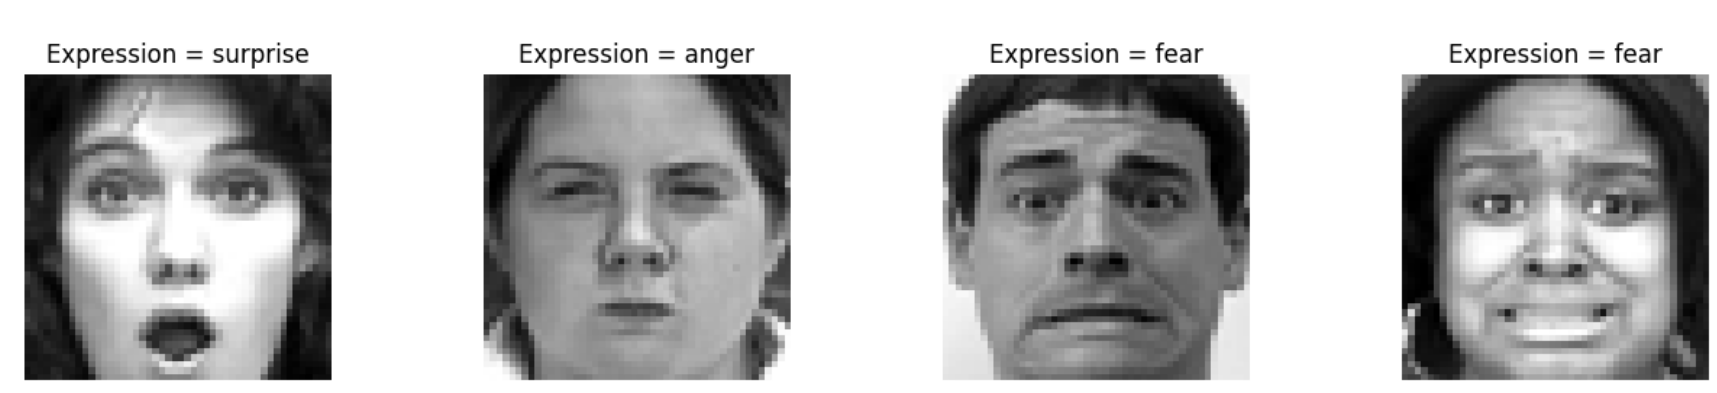 Expression = surprise
Expression = anger
Expression = fear
Expression = fear